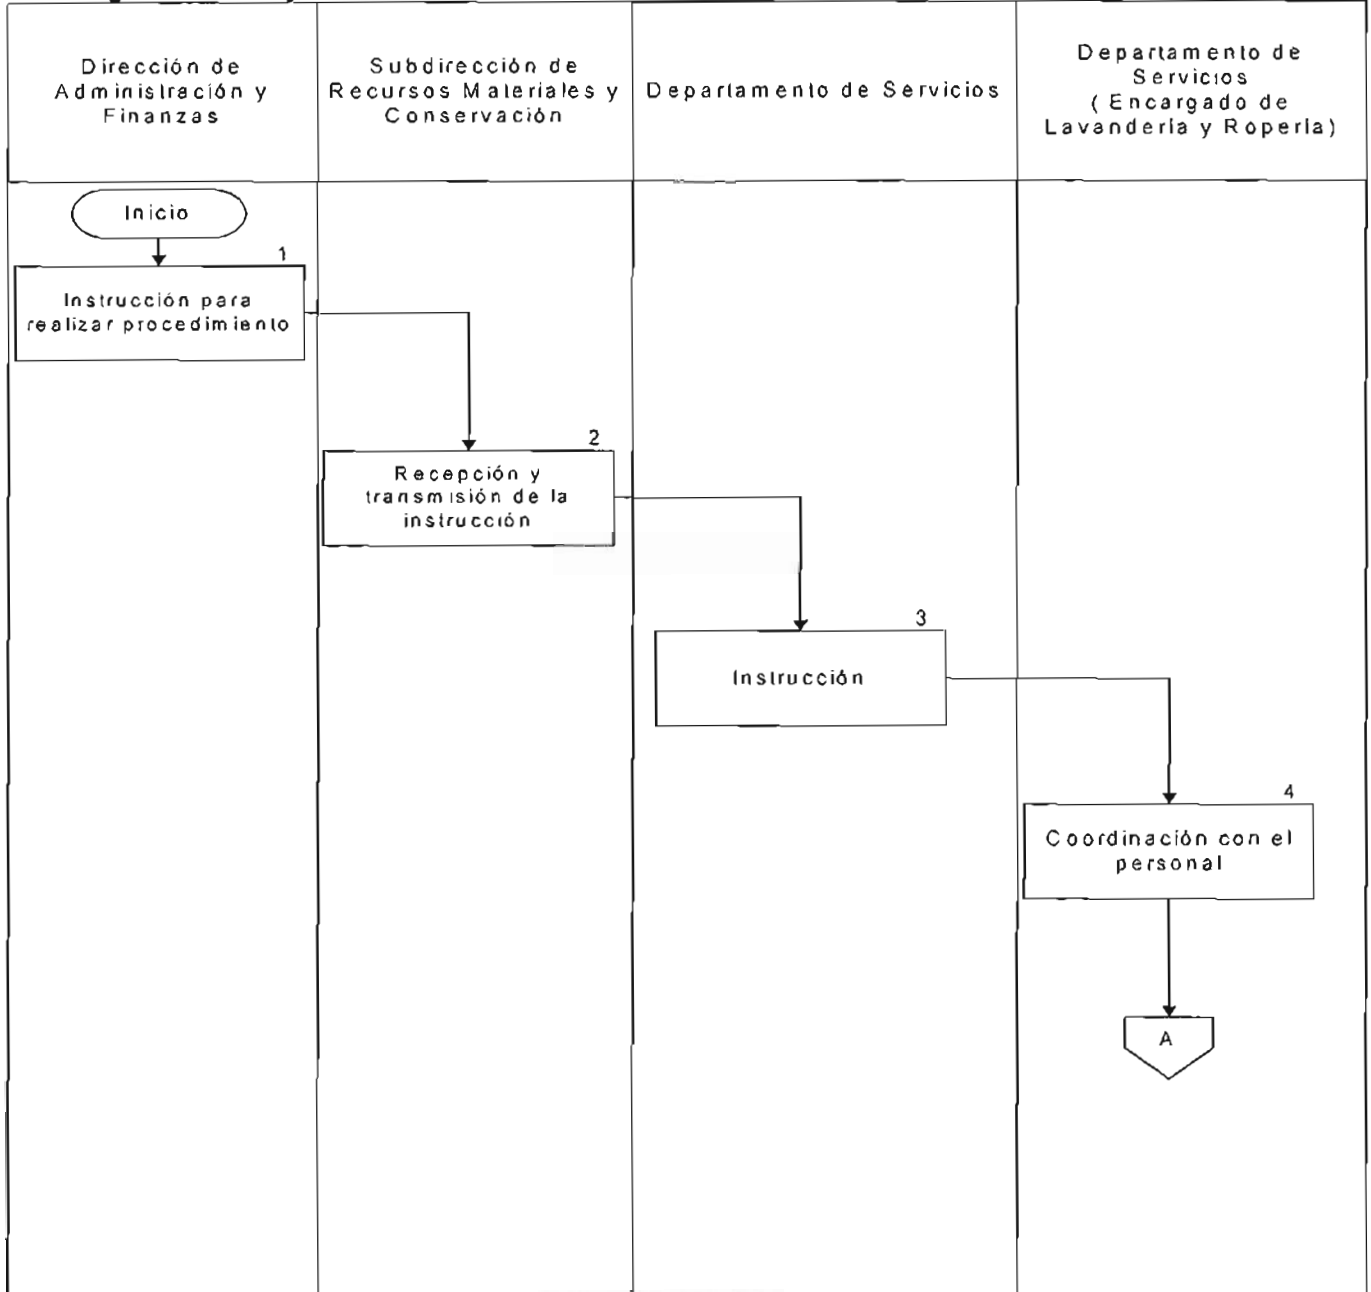 Dirección de
Administración y
Finanzas
Subdirección de
Recursos Materiales y
Conservación
Departamento de Servicios
Departamento de
Servicios
(Encargado de
Lavandería y Ropería)
Inicio
1
Instrucción para
realizar procedimiento
2
Recepción y
transmisión de la
instrucción
3
Instrucción
4
Coordinación con el
personal
A